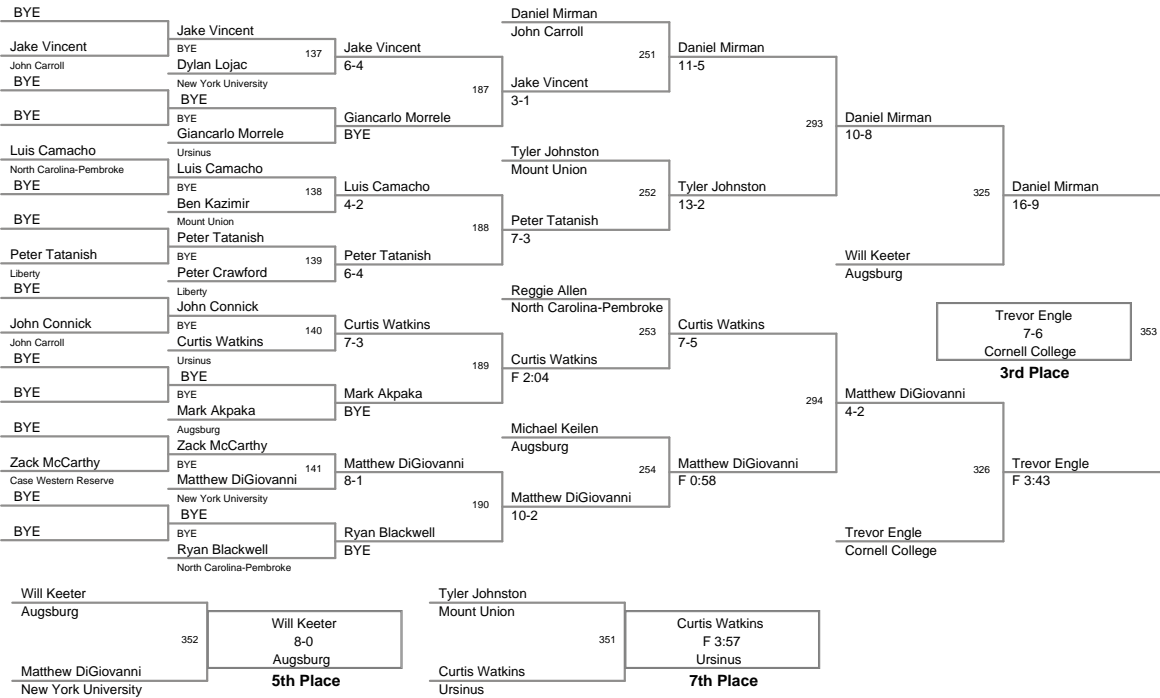 BYE
Jake Vincent
John Carroll
BYE
BYE
Luis Camacho
North Carolina-Pembroke
BYE
BYE
Peter Tatanish
Liberty
BYE
John Connick
John Carroll
BYE
BYE
BYE
Zack McCarthy
Case Western Reserve
BYE
BYE
Jake Vincent
BYE
137
Dylan Lojac
New York University
BYE
BYE
Giancarlo Morrele
Ursinus
Luis Camacho
BYE
138
Ben Kazimir
Mount Union
Peter Tatanish
BYE
139
Peter Crawford
Liberty
John Connick
BYE
140
Curtis Watkins
Ursinus
BYE
BYE
Mark Akpaka
Augsburg
Zack McCarthy
BYE
141
Matthew DiGiovanni
New York University
BYE
BYE
Ryan Blackwell
North Carolina-Pembroke
Jake Vincent
6-4
187
Giancarlo Morrele
BYE
Luis Camacho
4-2
188
Peter Tatanish
6-4
Curtis Watkins
7-3
189
Mark Akpaka
BYE
Matthew DiGiovanni
8-1
190
Ryan Blackwell
BYE
Daniel Mirman
John Carroll
251
Jake Vincent
3-1
Tyler Johnston
Mount Union
252
Peter Tatanish
7-3
Reggie Allen
North Carolina-Pembroke
253
Curtis Watkins
F 2:04
Michael Keilen
Augsburg
254
Matthew DiGiovanni
10-2
Daniel Mirman
11-5
293
Tyler Johnston
13-2
Curtis Watkins
7-5
294
Matthew DiGiovanni
F 0:58
Daniel Mirman
10-8
325
Will Keeter
Augsburg
Matthew DiGiovanni
4-2
326
Trevor Engle
Cornell College
Daniel Mirman
16-9
Trevor Engle
7-6
Cornell College
353
3rd Place
Trevor Engle
F 3:43
Will Keeter
Augsburg
352
Matthew DiGiovanni
New York University
Will Keeter
8-0
Augsburg
5th Place
Tyler Johnston
Mount Union
351
Curtis Watkins
Ursinus
Curtis Watkins
F 3:57
Ursinus
7th Place